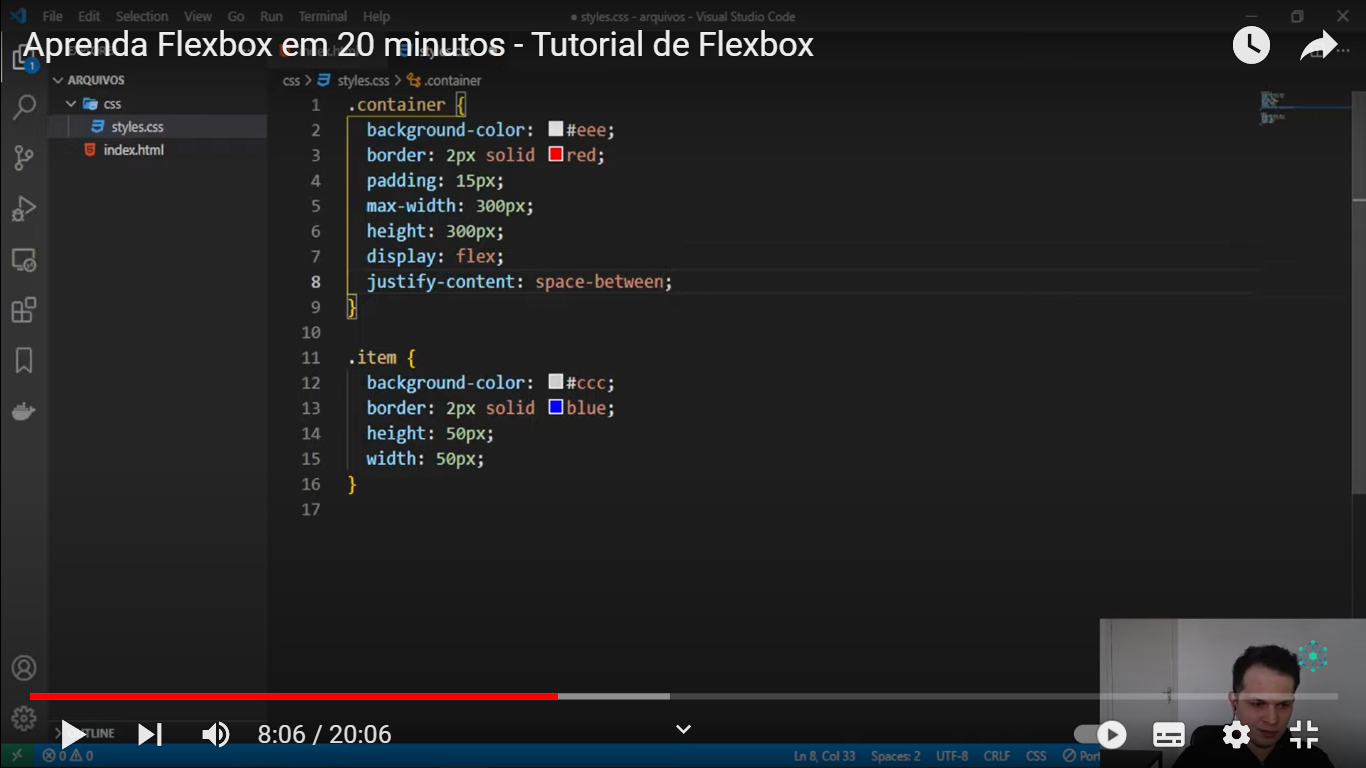 File Edit Selection View Go Run Terminal Help
● styles.css - arquivos - Visual Studio Code
Aprenda Flexbox em 20 minutos - Tutorial de Flexbox
1
ARQUIVOS
css
styles.css
index.html
css > styles.css > .container
1 .container {
2 background-color: #eee;
3 border: 2px solid red;
4 padding: 15px;
5 max-width: 300px;
6 height: 300px;
7 display: flex;
8 justify-content: space-between;
9 }
10
11 .item {
12 background-color: #ccc;
13 border: 2px solid blue;
14 height: 50px;
15 width: 50px;
16 }
17
8:06 / 20:06
0 0
Ln 8, Col 33 Spaces: 2 UTF-8 CRLF CSS